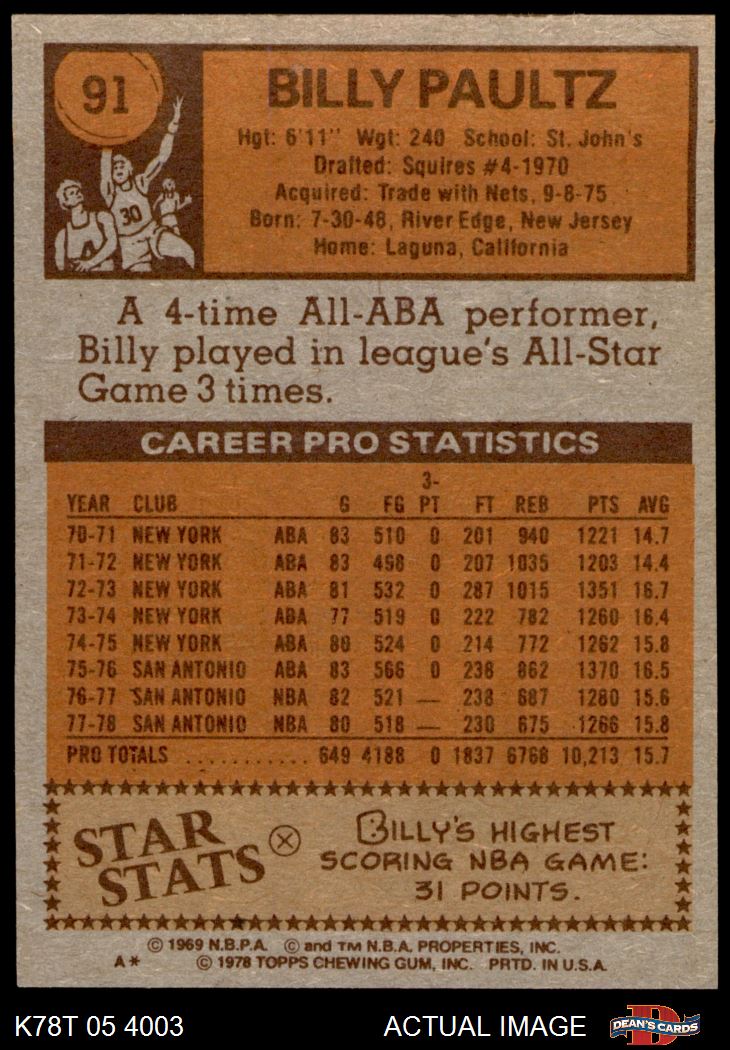 91
30
BILLY PAULTZ
Hgt: 6'11" Wgt: 240 School: St. John's
Drafted: Squires #4-1970
Acquired: Trade with Nets, 9-8-75
Born: 7-30-48, River Edge, New Jersey
Home: Laguna, California
A 4-time All-ABA performer,
Billy played in league's All-Star
Game 3 times.
CAREER PRO STATISTICS
YEAR CLUB G FG 3-PT FT REB PTS AVG
70-71 NEW YORK ABA 83 510 0 201 940 1221 14.7
71-72 NEW YORK ABA 83 498 0 207 1035 1203 14.4
72-73 NEW YORK ABA 81 532 0 287 1015 1351 16.7
73-74 NEW YORK ABA 77 519 0 222 782 1260 16.4
74-75 NEW YORK ABA 80 524 0 214 772 1262 15.8
75-76 SAN ANTONIO ABA 83 566 0 238 862 1370 16.5
76-77 SAN ANTONIO NBA 82 521 — 238 687 1280 15.6
77-78 SAN ANTONIO NBA 80 518 — 230 675 1266 15.8
PRO TOTALS ........... 649 4188 0 1837 6768 10,213 15.7
STAR STATS
BILLY'S HIGHEST
SCORING NBA GAME:
31 POINTS.
© 1969 N.B.P.A. © and TM N.B.A. PROPERTIES, INC.
A* © 1978 TOPPS CHEWING GUM, INC. PRTD. IN U.S.A.
K78T 05 4003 ACTUAL IMAGE DEAN'S CARDS